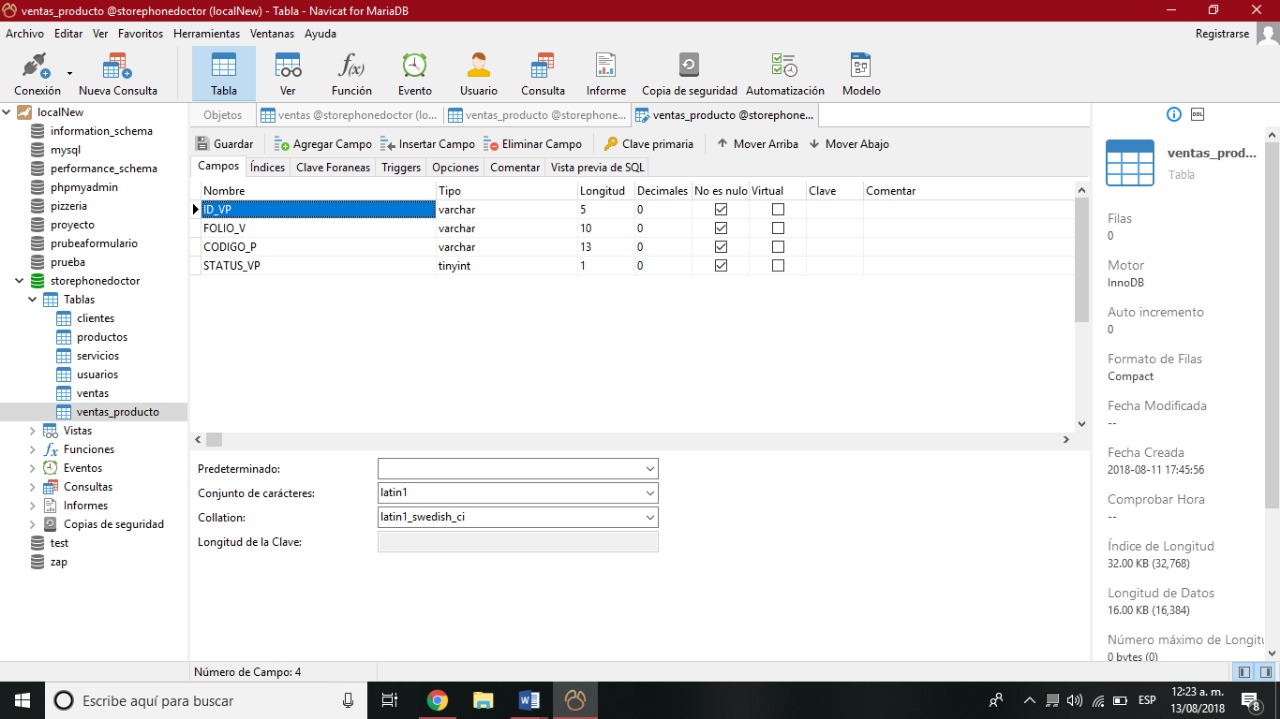 ventas_producto @storephonedoctor (localNew) - Tabla - Navicat for MariaDB
Archivo Editar Ver Favoritos Herramientas Ventanas Ayuda Registrarse
Conexión Nueva Consulta Tabla Ver Función Evento Usuario Consulta Informe Copia de seguridad Automatización Modelo
localNew
information_schema
mysql
performance_schema
phpmyadmin
pizzeria
proyecto
prubeaformulario
prueba
storephonedoctor
Tablas
clientes
productos
servicios
usuarios
ventas
ventas_producto
Vistas
Funciones
Eventos
Consultas
Informes
Copias de seguridad
test
zap
Objetos ventas @storephonedoctor (lo... ventas_producto @storephone... ventas_producto@storephone...
Guardar Agregar Campo Insertar Campo Eliminar Campo Clave primaria Mover Arriba Mover Abajo
Campos Índices Clave Foraneas Triggers Opciones Comentar Vista previa de SQL
Nombre Tipo Longitud Decimales No es nulo Virtual Clave Comentar
ID_VP varchar 5 0
FOLIO_V varchar 10 0
CODIGO_P varchar 13 0
STATUS_VP tinyint 1 0
Predeterminado:
Conjunto de carácteres: latin1
Collation: latin1_swedish_ci
Longitud de la Clave:
Número de Campo: 4
DDL
ventas_prod...
Tabla
Filas
0
Motor
InnoDB
Auto incremento
0
Formato de Filas
Compact
Fecha Modificada
--
Fecha Creada
2018-08-11 17:45:56
Comprobar Hora
--
Índice de Longitud
32.00 KB (32,768)
Longitud de Datos
16.00 KB (16,384)
Número máximo de Longitu
0 bytes (0)
Escribe aquí para buscar
ESP
12:23 a. m.
13/08/2018
8